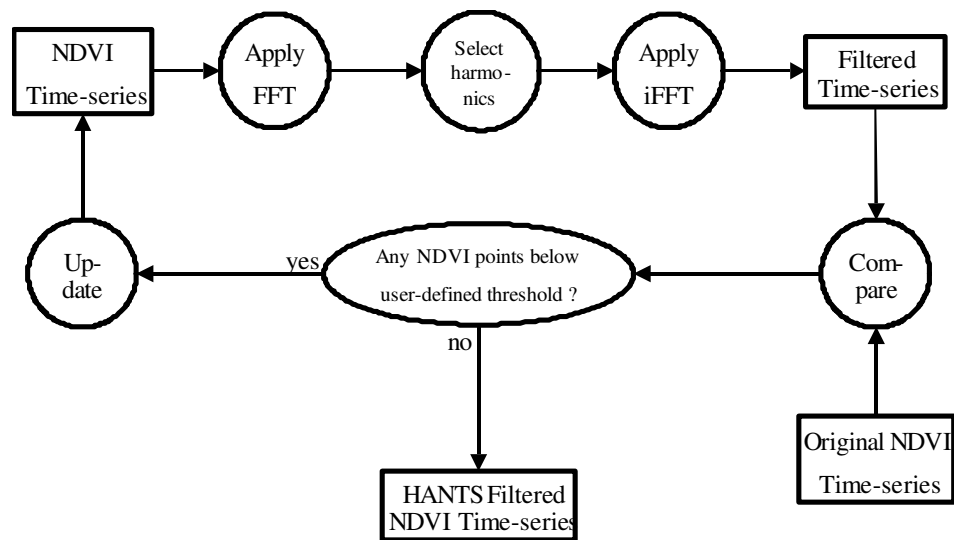 NDVI
Time-series
Apply
FFT
Select
harmo-
nics
Apply
iFFT
Filtered
Time-series
Up-
date
yes
Any NDVI points below
user-defined threshold ?
no
Com-
pare
Original NDVI
Time-series
HANTS Filtered
NDVI Time-series